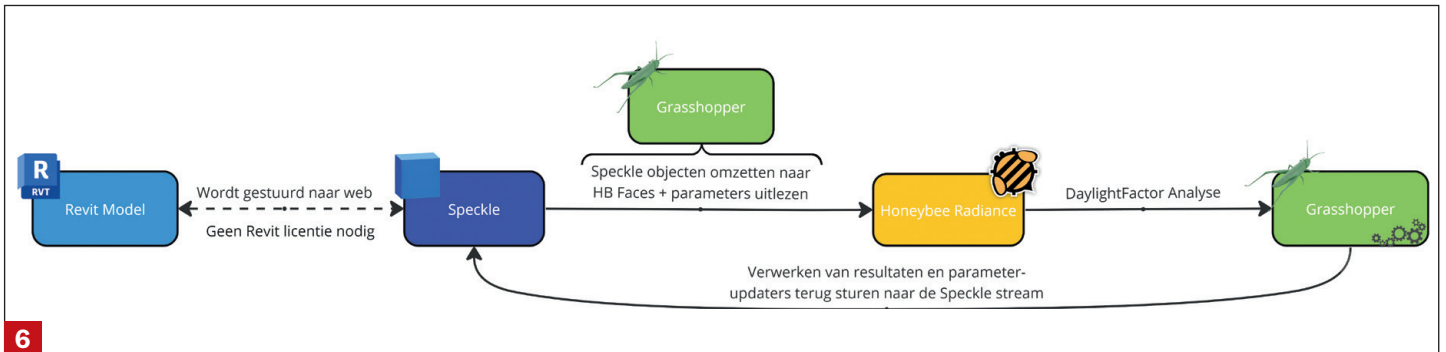 Grasshopper
R
RVT
Revit Model
Wordt gestuurd naar web
Geen Revit licentie nodig
Speckle
Speckle objecten omzetten naar
HB Faces + parameters uitlezen
Honeybee Radiance
DaylightFactor Analyse
Grasshopper
Verwerken van resultaten en parameter-
updaters terug sturen naar de Speckle stream
6